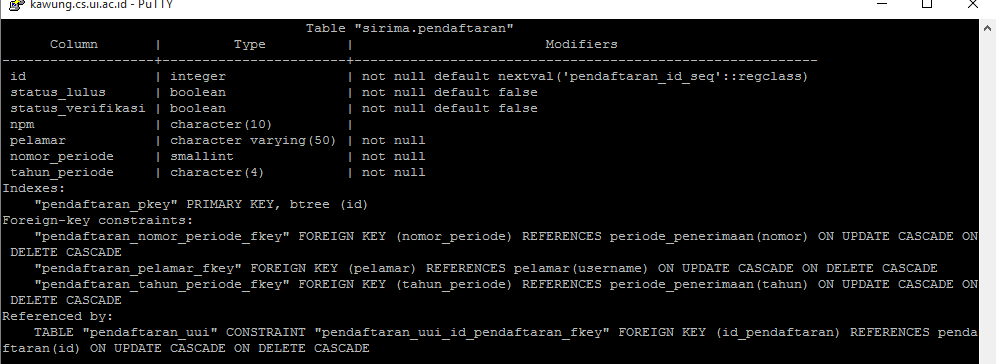 kawung.cs.ui.ac.id - PuTTY
Table "sirima.pendaftaran"
Column | Type | Modifiers
-------------------+-----------------------+----------------------------------------------------------
id | integer | not null default nextval('pendaftaran_id_seq'::regclass)
status_lulus | boolean | not null default false
status_verifikasi | boolean | not null default false
npm | character(10) |
pelamar | character varying(50) | not null
nomor_periode | smallint | not null
tahun_periode | character(4) | not null
Indexes:
"pendaftaran_pkey" PRIMARY KEY, btree (id)
Foreign-key constraints:
"pendaftaran_nomor_periode_fkey" FOREIGN KEY (nomor_periode) REFERENCES periode_penerimaan(nomor) ON UPDATE CASCADE ON
DELETE CASCADE
"pendaftaran_pelamar_fkey" FOREIGN KEY (pelamar) REFERENCES pelamar(username) ON UPDATE CASCADE ON DELETE CASCADE
"pendaftaran_tahun_periode_fkey" FOREIGN KEY (tahun_periode) REFERENCES periode_penerimaan(tahun) ON UPDATE CASCADE ON
DELETE CASCADE
Referenced by:
TABLE "pendaftaran_uui" CONSTRAINT "pendaftaran_uui_id_pendaftaran_fkey" FOREIGN KEY (id_pendaftaran) REFERENCES penda
ftaran(id) ON UPDATE CASCADE ON DELETE CASCADE